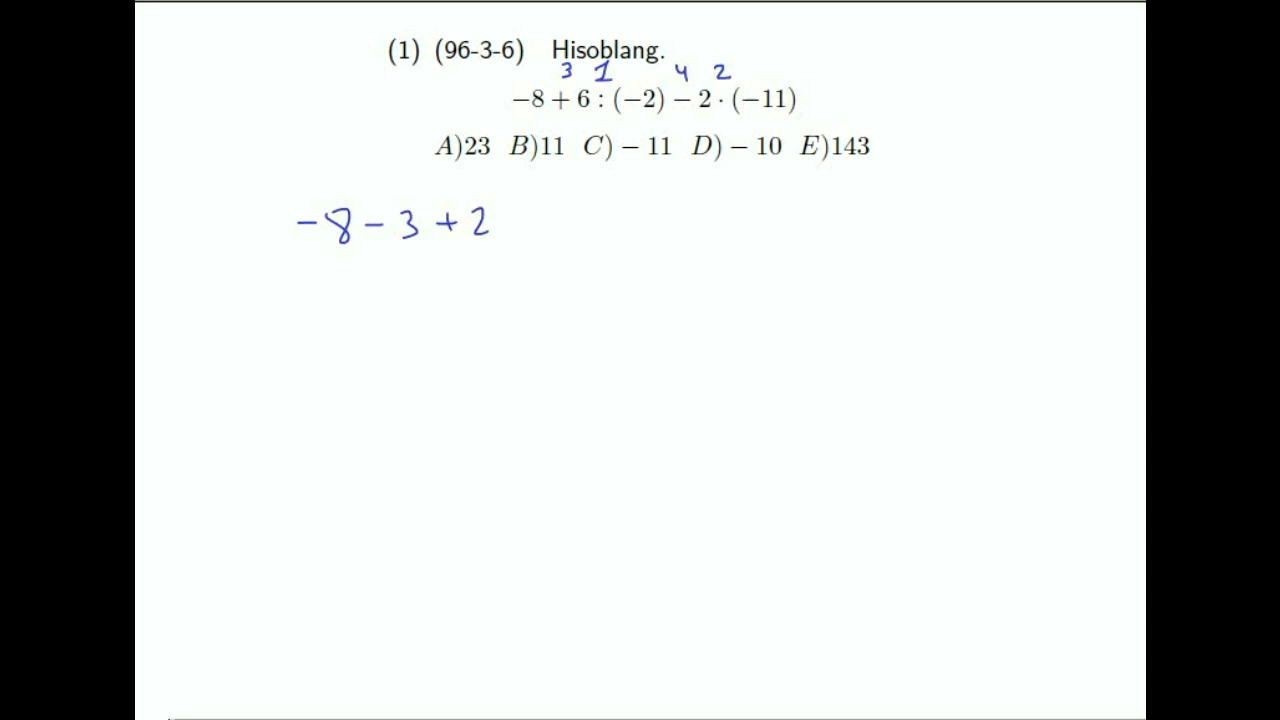 (1) (96-3-6) Hisoblang.
3 1 4 2
−8 + 6 : (−2) − 2 · (−11)
A)23 B)11 C) − 11 D) − 10 E)143
− 8 − 3 + 2